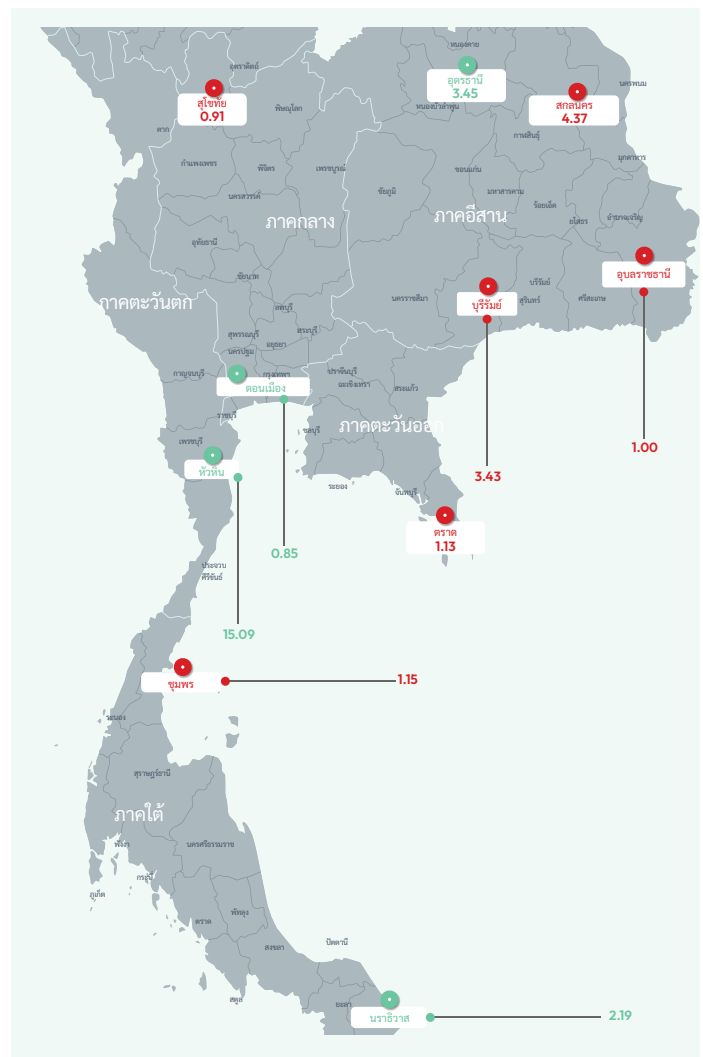 หนองคาย
อุตรดิตถ์
อุดรธานี
3.45
นครพนม
สุโขทัย
0.91
สกลนคร
4.37
พิษณุโลก
หนองบัวลำพูน
ตาก
กาฬสินธุ์
มุกดาหาร
กำแพงเพชร
พิจิตร
เพชรบูรณ์
ขอนแก่น
ชัยภูมิ
มหาสารคาม
นครสวรรค์
ร้อยเอ็ด
ยโสธร
อำนาจเจริญ
ภาคกลาง
ภาคอีสาน
อุทัยธานี
ชัยนาท
อุบลราชธานี
1.00
บรีรัมย์
ภาคตะวันตก
นครราชสีมา
บุรีรัมย์
3.43
สุรินทร์
ศรีสะเกษ
ลพบุรี
สุพรรณบุรี
สระบุรี
อยุธยา
นครปฐม
กาญจนบุรี
กรุงเทพฯ
ดอนเมือง
0.85
ปราจีนบุรี
ฉะเชิงเทรา
สระแก้ว
ราชบุรี
ชลบุรี
ภาคตะวันออก
เพชรบุรี
หัวหิน
15.09
ระยอง
จันทบุรี
ตราด
1.13
ประจวบ
คีรีขันธ์
ชุมพร
1.15
ระนอง
สุราษฎร์ธานี
ภาคใต้
พังงา
นครศรีธรรมราช
กระบี่
ภูเก็ต
ตราด
พัทลุง
สงขลา
ปัตตานี
สตูล
ยะลา
นราธิวาส
2.19